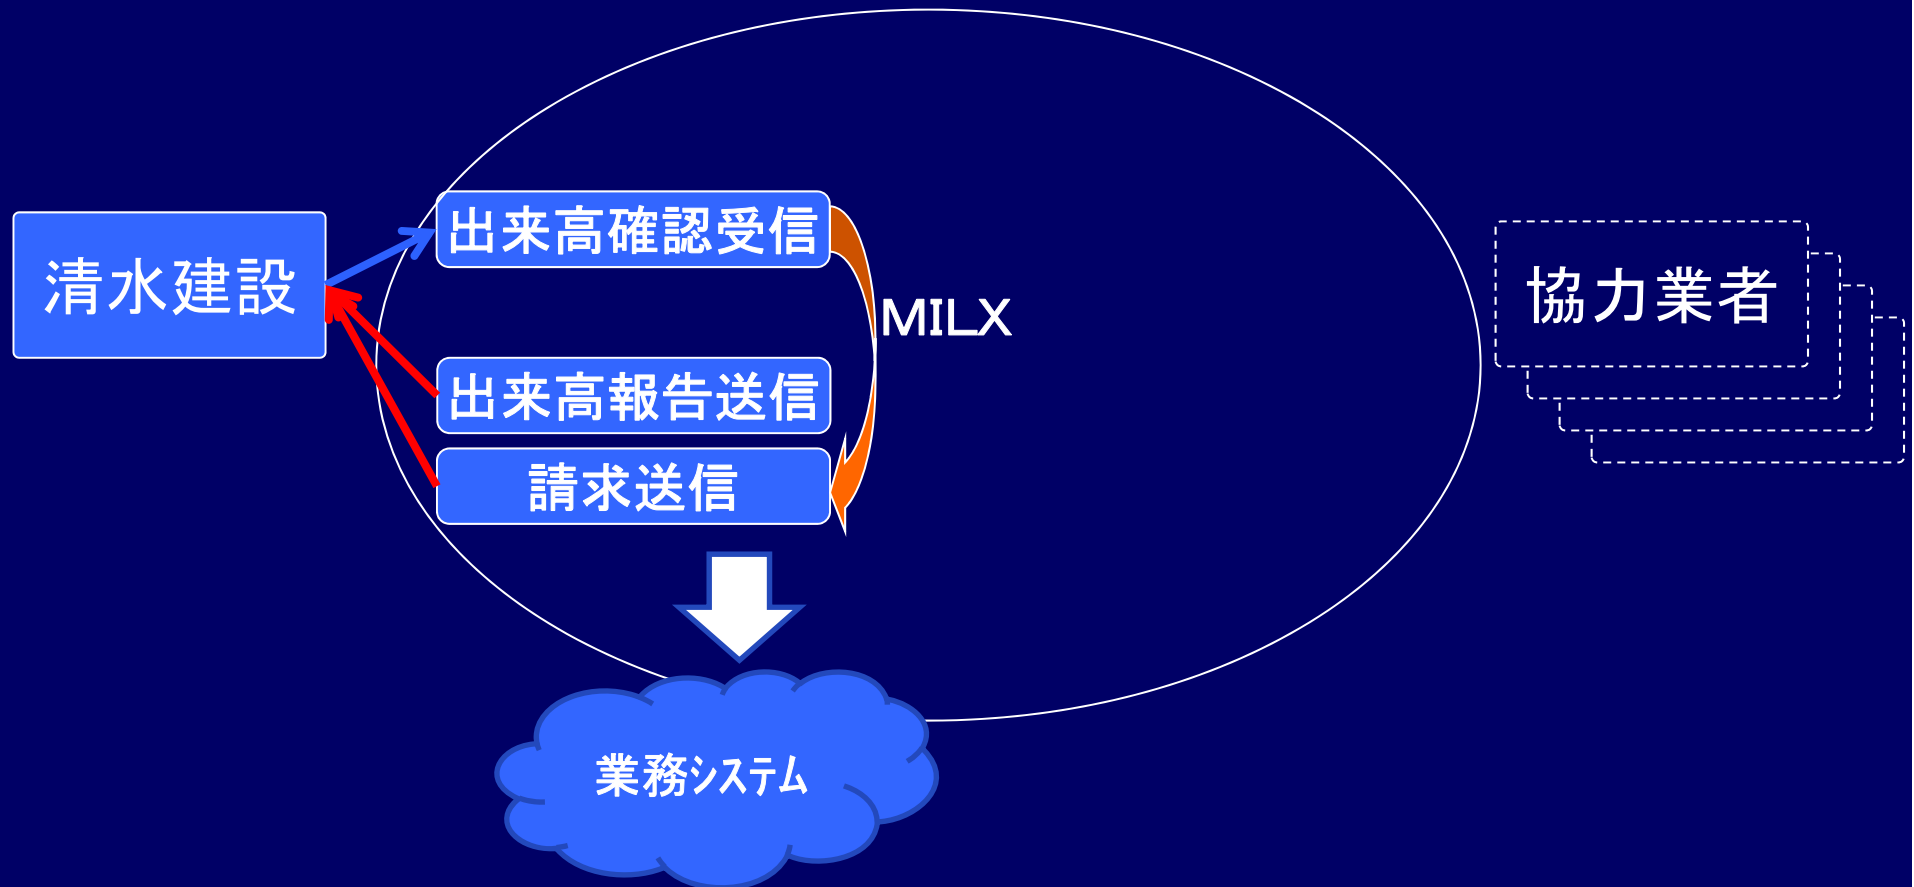 出来高確認受信
清水建設
MILX
協力業者
出来高報告送信
請求送信
業務ｼｽﾃﾑ